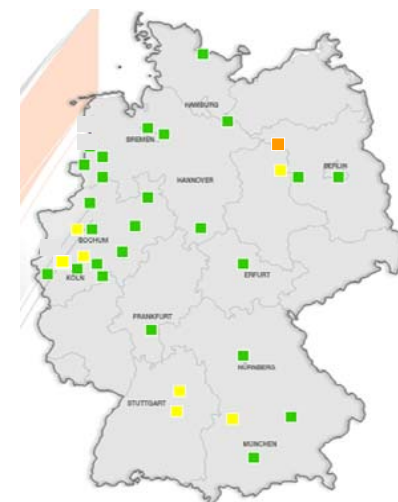 HAMBURG
BREMEN
BERLIN
HANNOVER
BOCHUM
KÖLN
ERFURT
FRANKFURT
NÜRNBERG
STUTTGART
MÜNCHEN